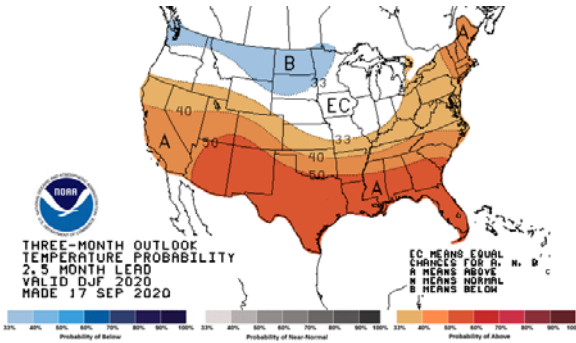 A
B
33
EC
40
A
50
33
40
50
A
NOAA
THREE-MONTH OUTLOOK
TEMPERATURE PROBABILITY
2.5 MONTH LEAD
VALID DJF 2020
MADE 17 SEP 2020
EC MEANS EQUAL
CHANCES FOR A, N, B
A MEANS ABOVE
N MEANS NORMAL
B MEANS BELOW
33% 40% 50% 60% 70% 80% 90% 100%
Probability of Below
33% 40% 50% 60% 70% 80% 90% 100%
Probability of Near-Normal
33% 40% 50% 60% 70% 80% 90% 100%
Probability of Above